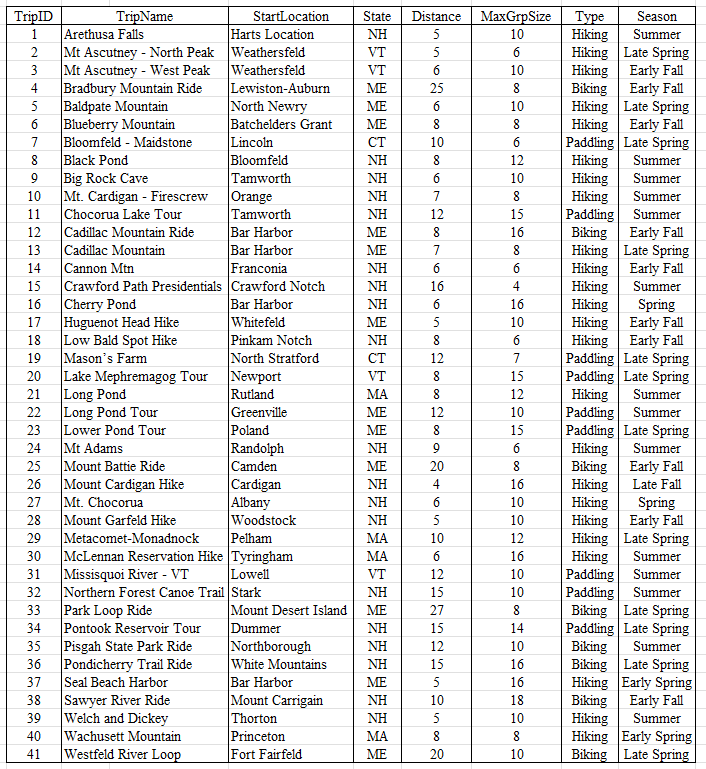 TripID TripName StartLocation State Distance MaxGrpSize Type Season
1 Arethusa Falls Harts Location NH 5 10 Hiking Summer
2 Mt Ascutney - North Peak Weathersfeld VT 5 6 Hiking Late Spring
3 Mt Ascutney - West Peak Weathersfeld VT 6 10 Hiking Early Fall
4 Bradbury Mountain Ride Lewiston-Auburn ME 25 8 Biking Early Fall
5 Baldpate Mountain North Newry ME 6 10 Hiking Late Spring
6 Blueberry Mountain Batchelders Grant ME 8 8 Hiking Early Fall
7 Bloomfeld - Maidstone Lincoln CT 10 6 Paddling Late Spring
8 Black Pond Bloomfeld NH 8 12 Hiking Summer
9 Big Rock Cave Tamworth NH 6 10 Hiking Summer
10 Mt. Cardigan - Firescrew Orange NH 7 8 Hiking Summer
11 Chocorua Lake Tour Tamworth NH 12 15 Paddling Summer
12 Cadillac Mountain Ride Bar Harbor ME 8 16 Biking Early Fall
13 Cadillac Mountain Bar Harbor ME 7 8 Hiking Late Spring
14 Cannon Mtn Franconia NH 6 6 Hiking Early Fall
15 Crawford Path Presidentials Crawford Notch NH 16 4 Hiking Summer
16 Cherry Pond Bar Harbor NH 6 16 Hiking Spring
17 Huguenot Head Hike Whitefeld ME 5 10 Hiking Early Fall
18 Low Bald Spot Hike Pinkam Notch NH 8 6 Hiking Early Fall
19 Mason's Farm North Stratford CT 12 7 Paddling Late Spring
20 Lake Mephremagog Tour Newport VT 8 15 Paddling Late Spring
21 Long Pond Rutland MA 8 12 Hiking Summer
22 Long Pond Tour Greenville ME 12 10 Paddling Summer
23 Lower Pond Tour Poland ME 8 15 Paddling Late Spring
24 Mt Adams Randolph NH 9 6 Hiking Summer
25 Mount Battie Ride Camden ME 20 8 Biking Early Fall
26 Mount Cardigan Hike Cardigan NH 4 16 Hiking Late Fall
27 Mt. Chocorua Albany NH 6 10 Hiking Spring
28 Mount Garfeld Hike Woodstock NH 5 10 Hiking Early Fall
29 Metacomet-Monadnock Pelham MA 10 12 Hiking Late Spring
30 McLennan Reservation Hike Tyringham MA 6 16 Hiking Summer
31 Missisquoi River - VT Lowell VT 12 10 Paddling Summer
32 Northern Forest Canoe Trail Stark NH 15 10 Paddling Summer
33 Park Loop Ride Mount Desert Island ME 27 8 Biking Late Spring
34 Pontook Reservoir Tour Dummer NH 15 14 Paddling Late Spring
35 Pisgah State Park Ride Northborough NH 12 10 Biking Summer
36 Pondicherry Trail Ride White Mountains NH 15 16 Biking Late Spring
37 Seal Beach Harbor Bar Harbor ME 5 16 Hiking Early Spring
38 Sawyer River Ride Mount Carrigain NH 10 18 Biking Early Fall
39 Welch and Dickey Thorton NH 5 10 Hiking Summer
40 Wachusett Mountain Princeton MA 8 8 Hiking Early Spring
41 Westfeld River Loop Fort Fairfeld ME 20 10 Biking Late Spring